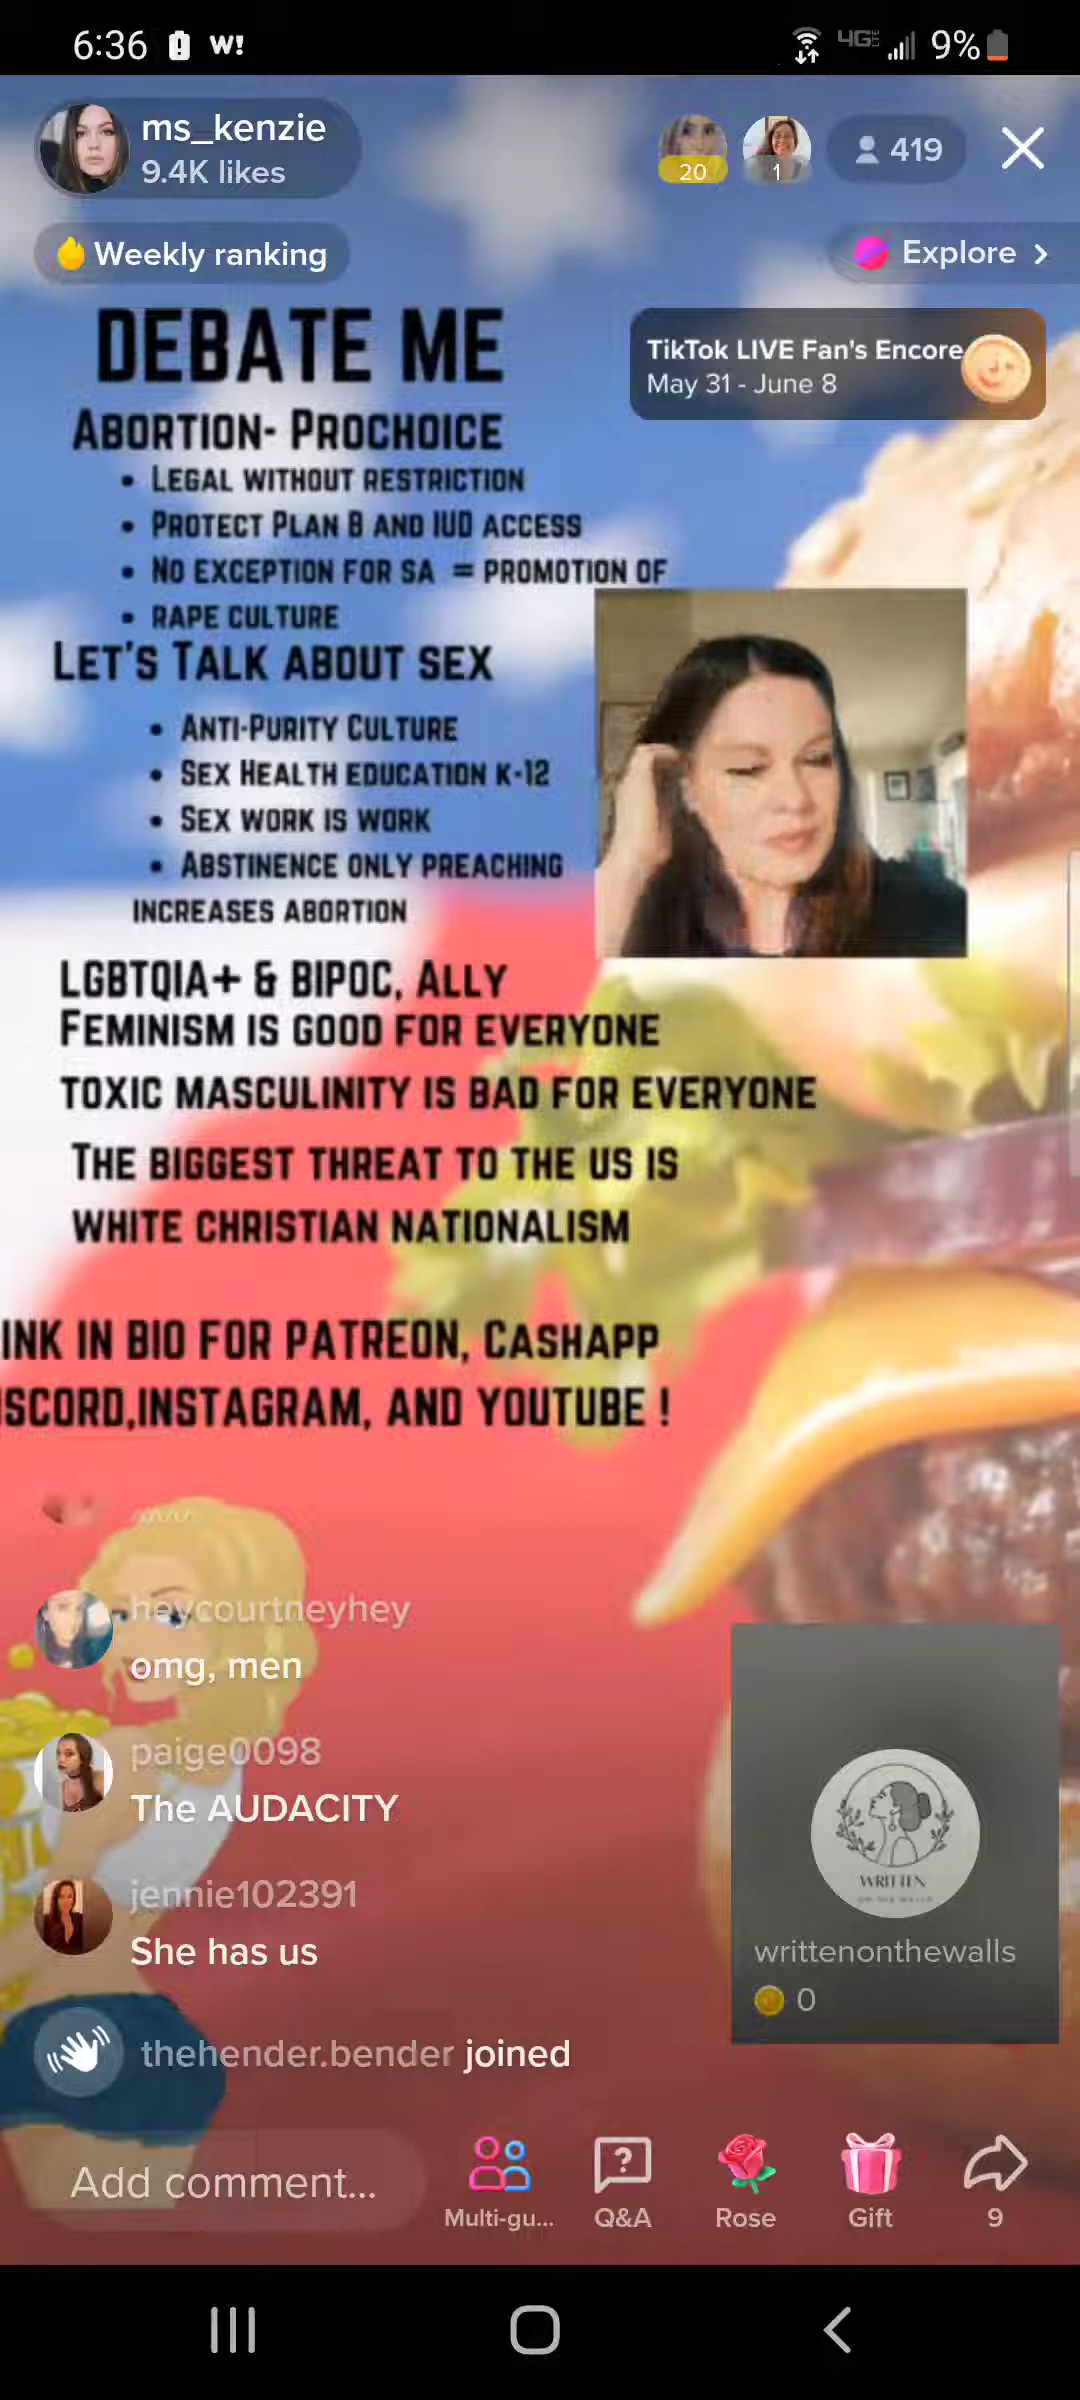 6:36 W! 4G LTE 9%
ms_kenzie
9.4K likes
20
1
419
Weekly ranking
Explore >
DEBATE ME
TikTok LIVE Fan's Encore
May 31 - June 8
ABORTION- PROCHOICE
• LEGAL WITHOUT RESTRICTION
• PROTECT PLAN B AND IUD ACCESS
• NO EXCEPTION FOR SA = PROMOTION OF
• RAPE CULTURE
LET'S TALK ABOUT SEX
• ANTI-PURITY CULTURE
• SEX HEALTH EDUCATION K-12
• SEX WORK IS WORK
• ABSTINENCE ONLY PREACHING
INCREASES ABORTION
LGBTQIA+ & BIPOC, ALLY
FEMINISM IS GOOD FOR EVERYONE
TOXIC MASCULINITY IS BAD FOR EVERYONE
THE BIGGEST THREAT TO THE US IS
WHITE CHRISTIAN NATIONALISM
INK IN BIO FOR PATREON, CASHAPP
ISCORD,INSTAGRAM, AND YOUTUBE !
heycourtneyhey
omg, men
paige0098
The AUDACITY
jennie102391
She has us
WRITTEN
writtenonthewalls
0
thehender.bender joined
Add comment...
Multi-gu...
Q&A
Rose
Gift
9